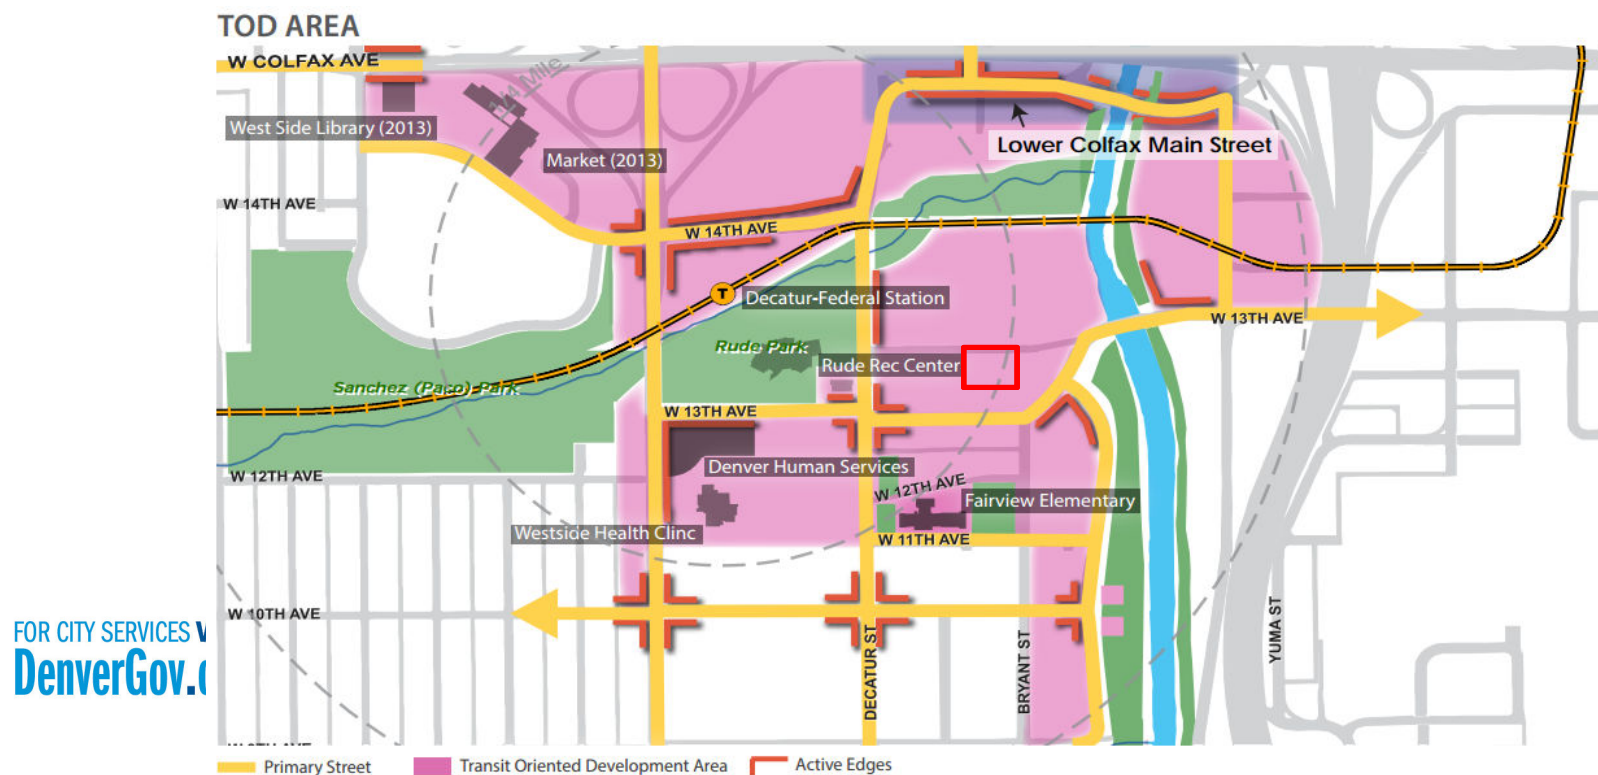 TOD AREA
W COLFAX AVE
1/4 Mile
West Side Library (2013)
Market (2013)
Lower Colfax Main Street
W 14TH AVE
W 14TH AVE
T
Decatur-Federal Station
W 13TH AVE
Rude Park
Rude Rec Center
Sanchez (Paco) Park
W 13TH AVE
Denver Human Services
W 12TH AVE
W 12TH AVE
Fairview Elementary
Westside Health Clinc
W 11TH AVE
W 10TH AVE
DECATUR ST
BRYANT ST
YUMA ST
FOR CITY SERVICES
DenverGov.
Primary Street
Transit Oriented Development Area
Active Edges